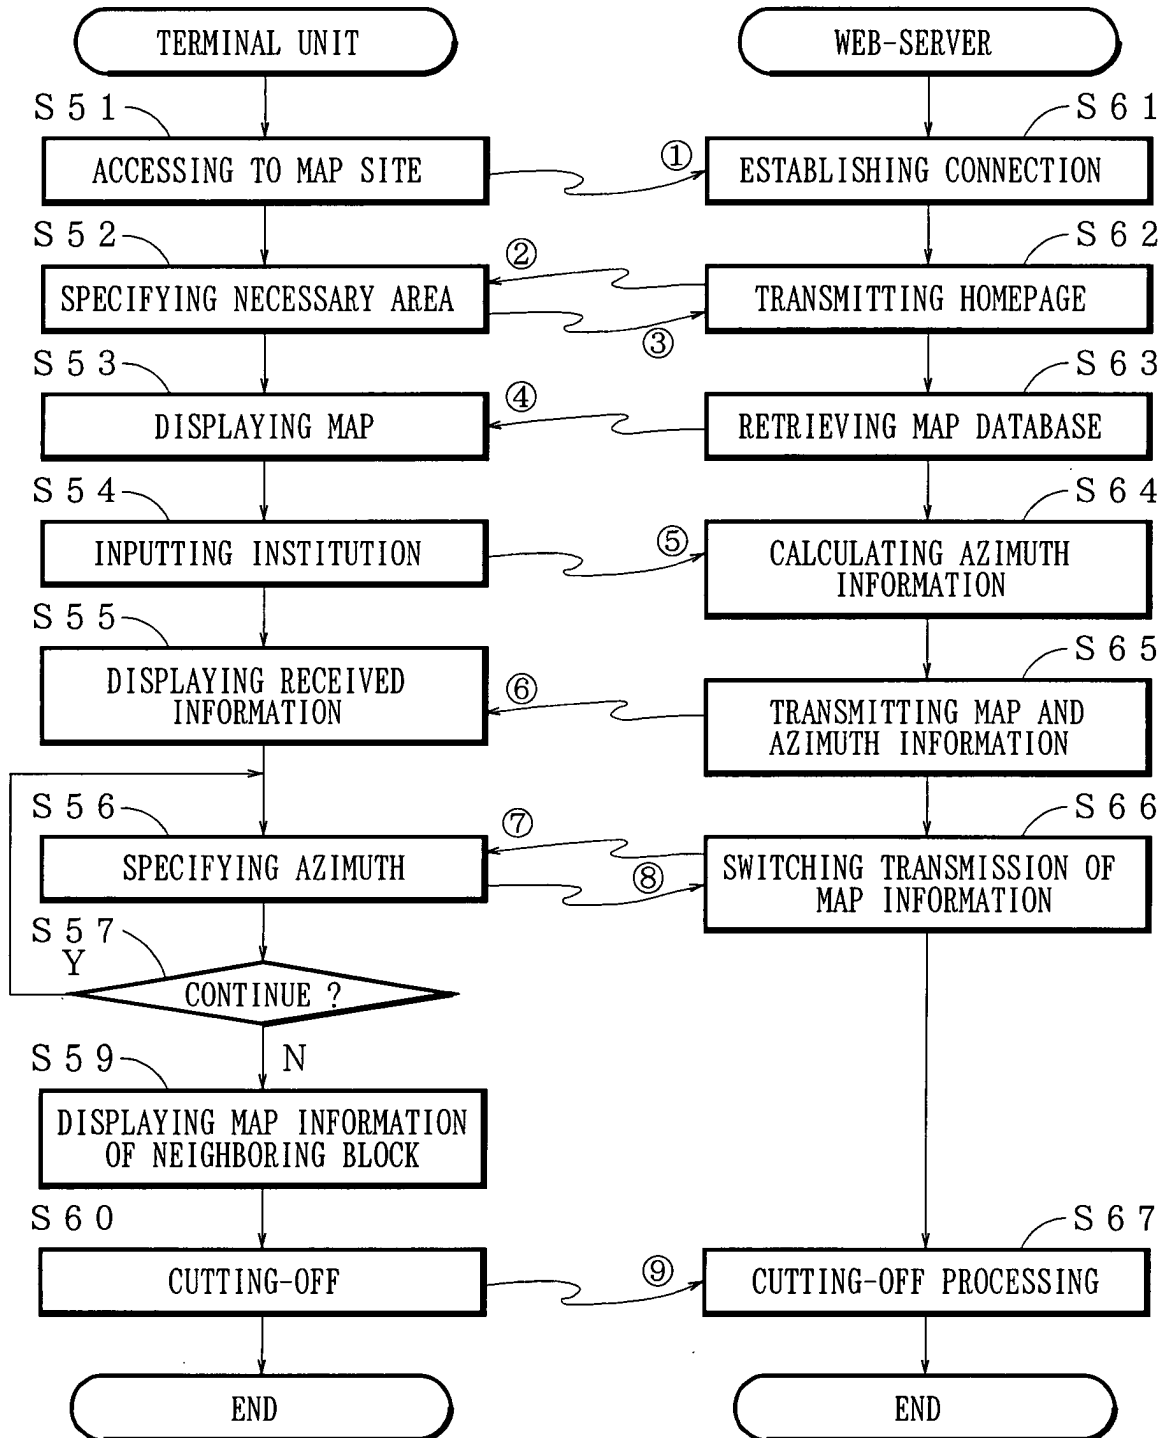 TERMINAL UNIT
WEB-SERVER
S51
S61
ACCESSING TO MAP SITE
①
ESTABLISHING CONNECTION
S52
S62
②
SPECIFYING NECESSARY AREA
TRANSMITTING HOMEPAGE
③
S53
S63
④
DISPLAYING MAP
RETRIEVING MAP DATABASE
S54
S64
INPUTTING INSTITUTION
⑤
CALCULATING AZIMUTH
INFORMATION
S55
S65
DISPLAYING RECEIVED
INFORMATION
⑥
TRANSMITTING MAP AND
AZIMUTH INFORMATION
S56
S66
⑦
SPECIFYING AZIMUTH
⑧
SWITCHING TRANSMISSION OF
MAP INFORMATION
S57
Y
CONTINUE ?
N
S59
DISPLAYING MAP INFORMATION
OF NEIGHBORING BLOCK
S60
S67
CUTTING-OFF
⑨
CUTTING-OFF PROCESSING
END
END